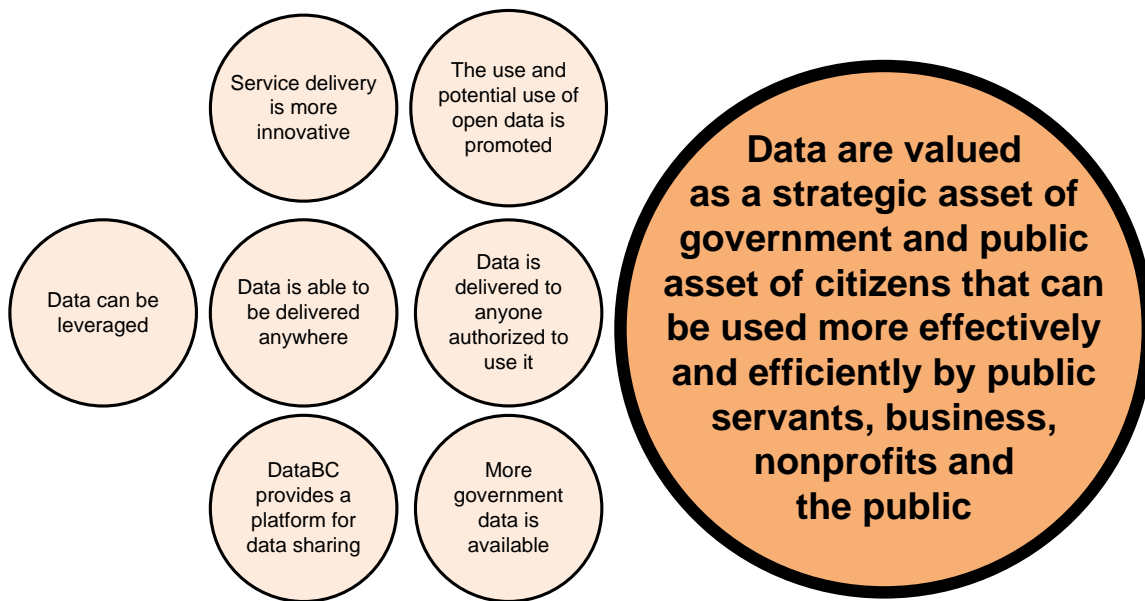 Service delivery
is more
innovative
The use and
potential use of
open data is
promoted
Data can be
leveraged
Data is able to
be delivered
anywhere
Data is
delivered to
anyone
authorized to
use it
DataBC
provides a
platform for
data sharing
More
government
data is
available
Data are valued
as a strategic asset of
government and public
asset of citizens that can
be used more effectively
and efficiently by public
servants, business,
nonprofits and
the public